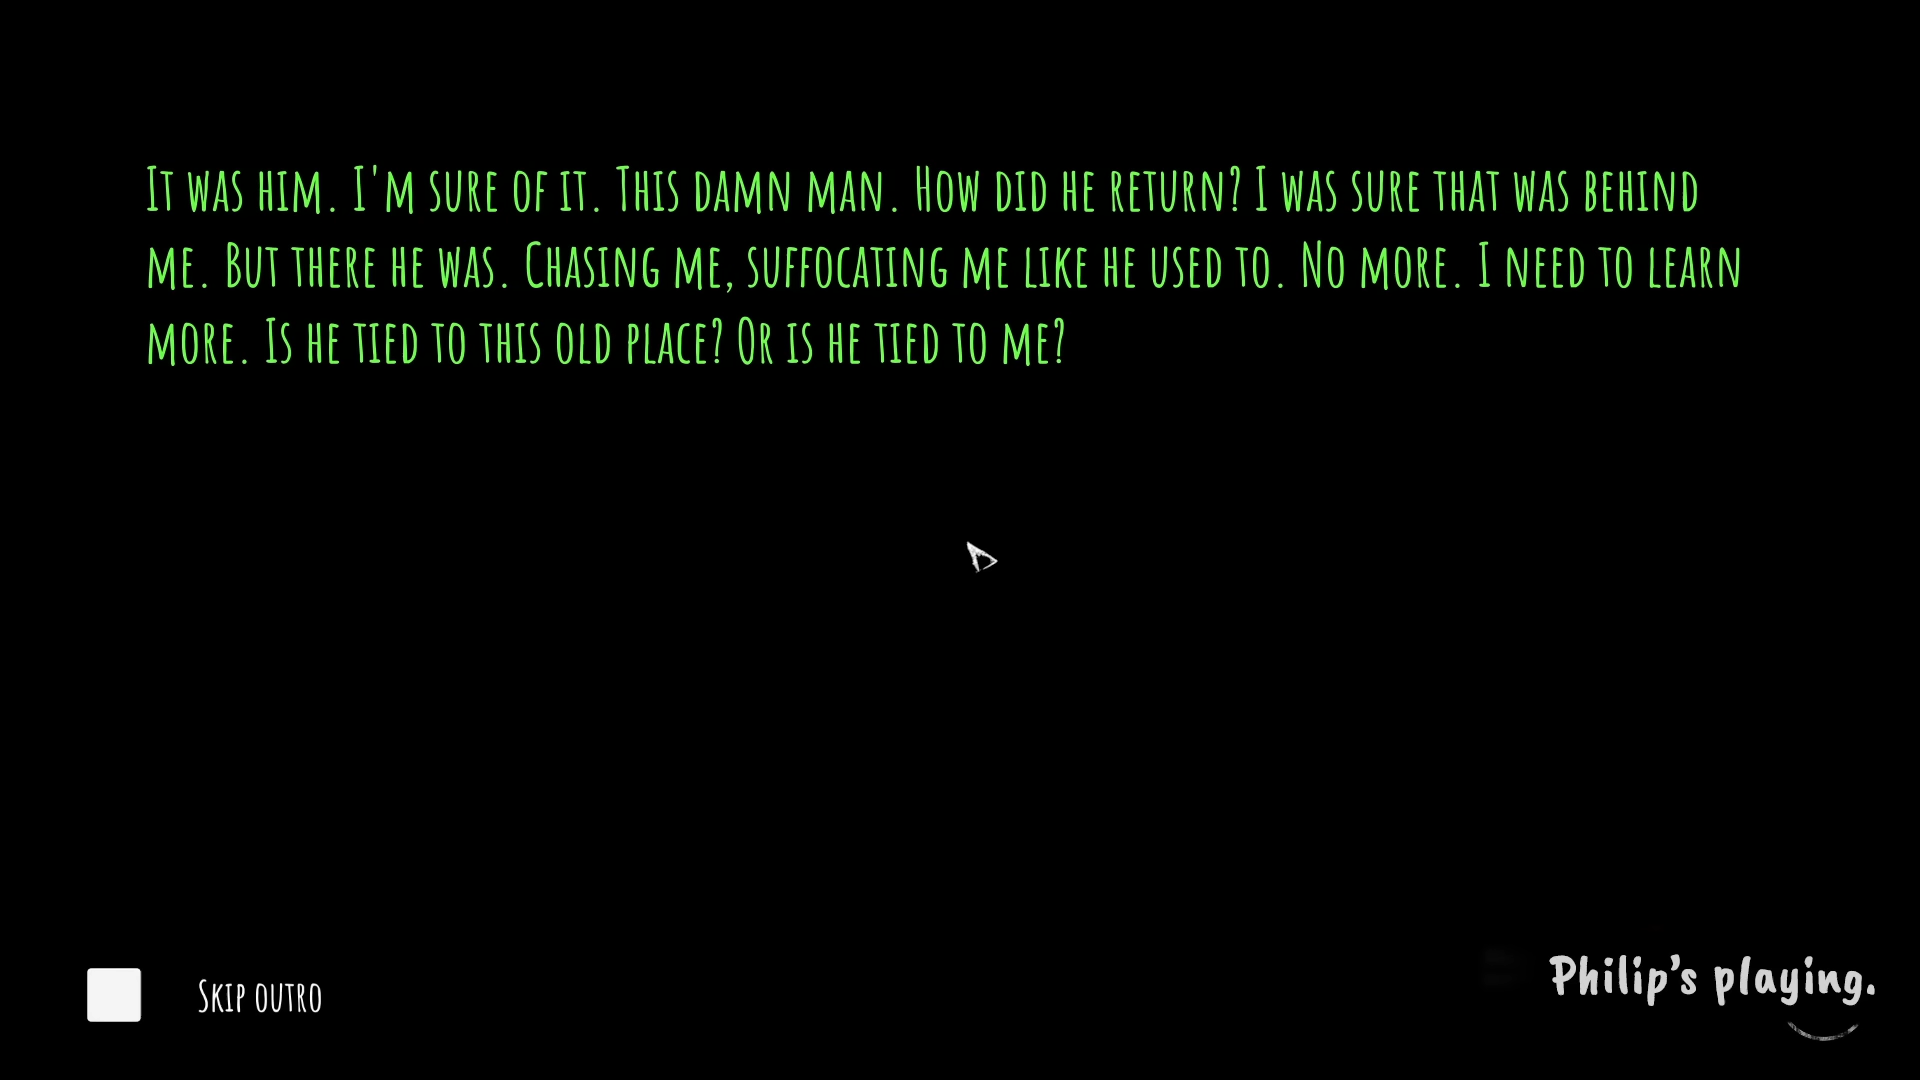 It was him. I'm sure of it. This damn man. How did he return? I was sure that was behind
me. But there he was. Chasing me, suffocating me like he used to. No more. I need to learn
more. Is he tied to this old place? Or is he tied to me?
Skip outro
Philip's playing.